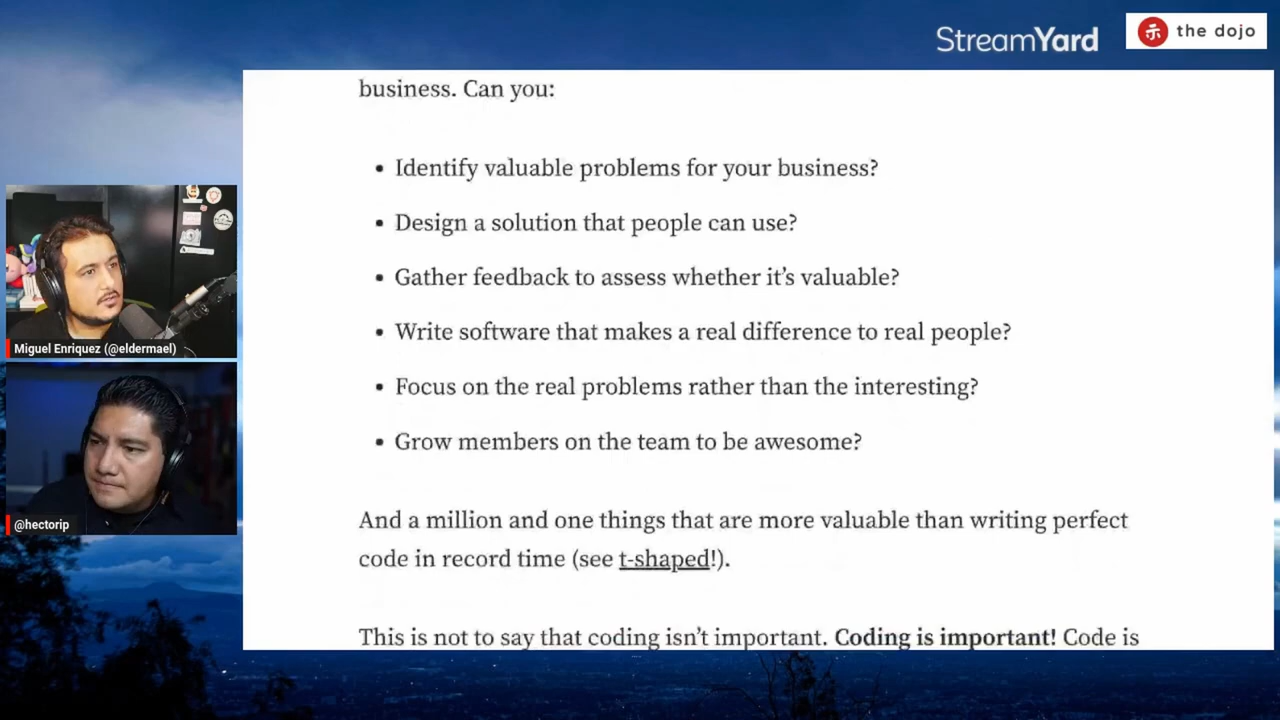 StreamYard
the dojo
business. Can you:
• Identify valuable problems for your business?
• Design a solution that people can use?
• Gather feedback to assess whether it's valuable?
• Write software that makes a real difference to real people?
• Focus on the real problems rather than the interesting?
• Grow members on the team to be awesome?
And a million and one things that are more valuable than writing perfect
code in record time (see t-shaped!).
This is not to say that coding isn't important. Coding is important! Code is
Miguel Enriquez (@eldermael)
@hectorip